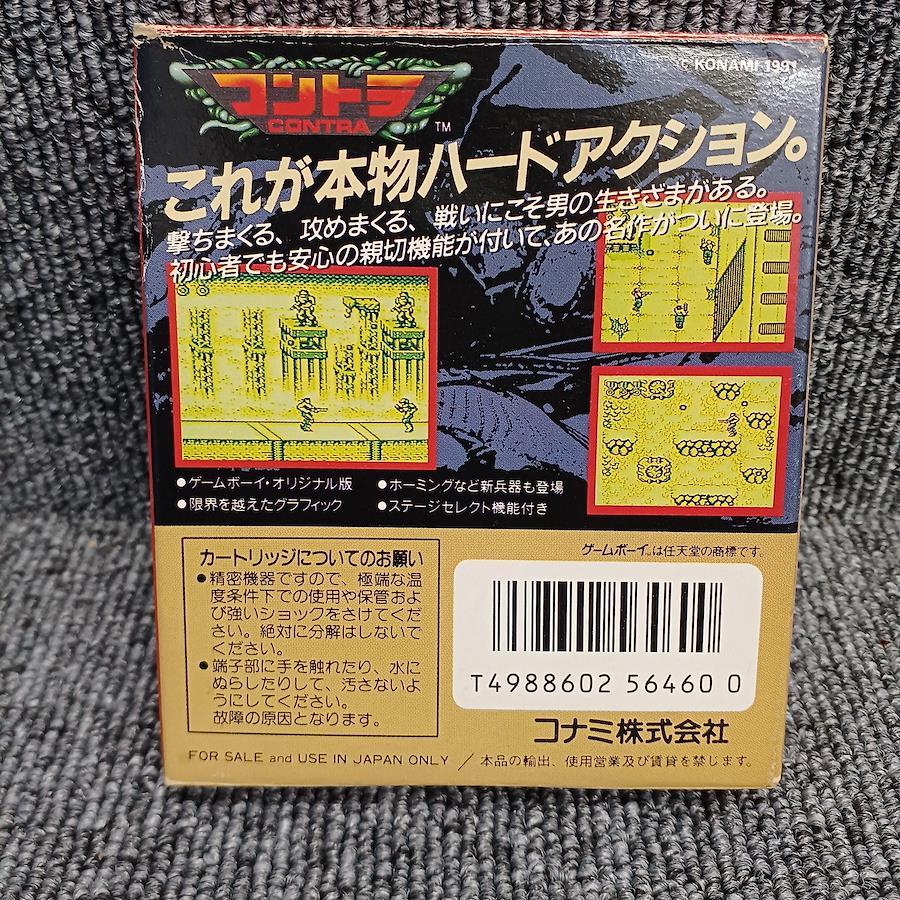 © KONAMI 1991
コントラ
CONTRA
™
これが本物ハードアクション。
撃ちまくる、攻めまくる、戦いにこそ男の生きざまがある。
初心者でも安心の親切機能が付いて、あの名作がついに登場。
●ゲームボーイ・オリジナル版
●限界を越えたグラフィック
●ホーミングなど新兵器も登場
●ステージセレクト機能付き
カートリッジについてのお願い
●精密機器ですので、極端な温
度条件下での使用や保管およ
び強いショックをさけてくだ
さい。絶対に分解はしないで
ください。
●端子部に手を触れたり、水に
ぬらしたりして、汚さないよ
うにしてください。
故障の原因となります。
ゲームボーイ™は任天堂の商標です。
T4988602 56460 0
コナミ株式会社
FOR SALE and USE IN JAPAN ONLY ／本品の輸出、使用営業及び賃貸を禁じます。